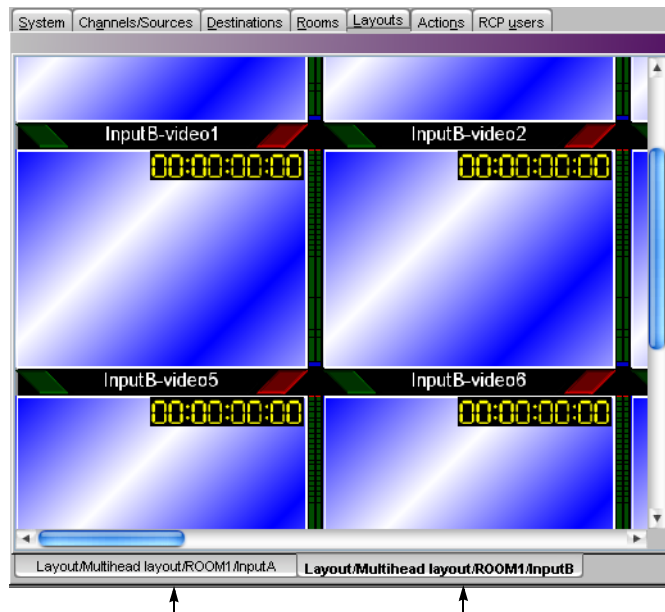 System Channels/Sources Destinations Rooms Layouts Actions RCP users
InputB-video1 InputB-video2
00:00:00:00 00:00:00:00
InputB-video5 InputB-video6
00:00:00:00 00:00:00:00
Layout/Multihead layout/ROOM1/InputA Layout/Multihead layout/ROOM1/InputB